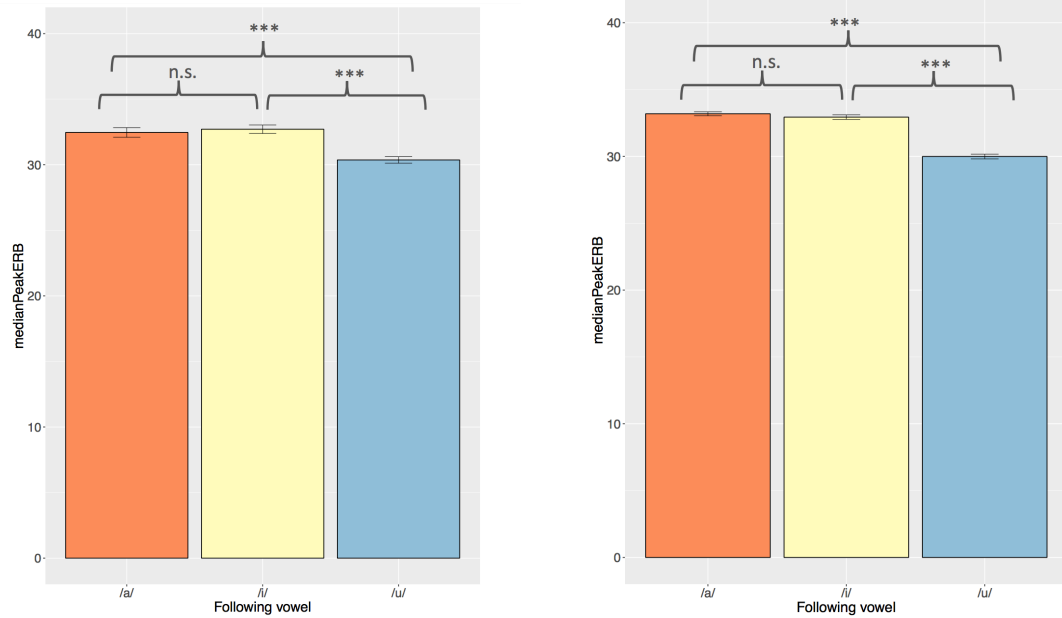 ***
n.s.
***
40
30
20
10
0
medianPeakERB
/a/
/i/
/u/
Following vowel
***
n.s.
***
40
30
20
10
0
medianPeakERB
/a/
/i/
/u/
Following vowel